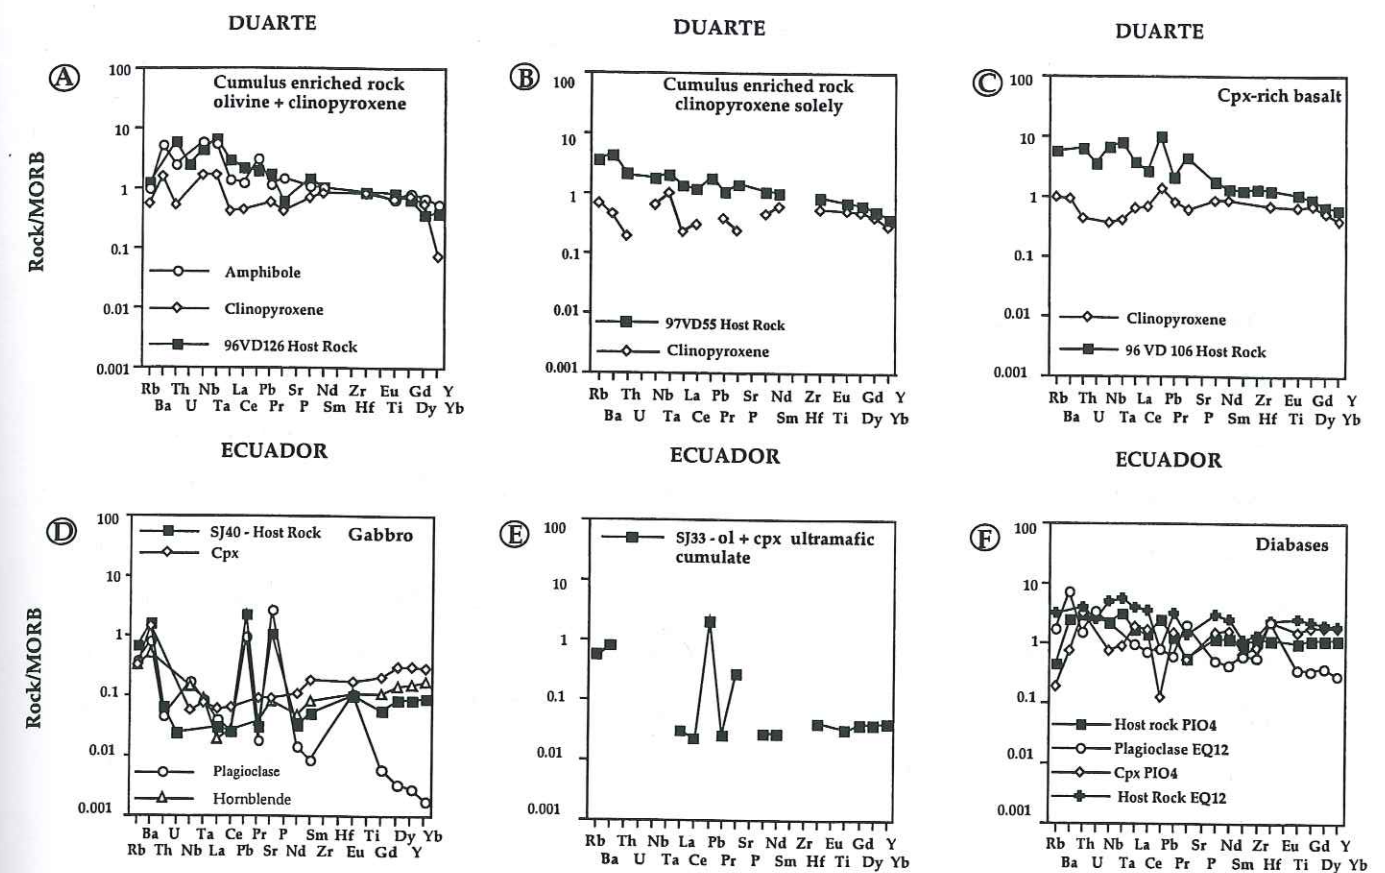 DUARTE
A
Cumulus enriched rock
olivine + clinopyroxene
Rock/MORB
100
10
1
0.1
0.01
0.001
Amphibole
Clinopyroxene
96VD126 Host Rock
Rb Th Nb La Pb Sr Nd Zr Eu Gd Y
Ba U Ta Ce Pr P Sm Hf Ti Dy Yb
DUARTE
B
Cumulus enriched rock
clinopyroxene solely
100
10
1
0.1
0.01
0.001
97VD55 Host Rock
Clinopyroxene
Rb Th Nb La Pb Sr Nd Zr Eu Gd Y
Ba U Ta Ce Pr P Sm Hf Ti Dy Yb
DUARTE
C
Cpx-rich basalt
100
10
1
0.1
0.01
0.001
Clinopyroxene
96 VD 106 Host Rock
Rb Th Nb La Pb Sr Nd Zr Eu Gd Y
Ba U Ta Ce Pr P Sm Hf Ti Dy Yb
ECUADOR
D
SJ40 - Host Rock Gabbro
Cpx
Rock/MORB
100
10
1
0.1
0.01
0.001
Plagioclase
Hornblende
Ba U Ta Ce Pr P Sm Hf Ti Dy Yb
Rb Th Nb La Pb Sr Nd Zr Eu Gd Y
ECUADOR
E
SJ33 - ol + cpx ultramafic
cumulate
100
10
1
0.1
0.01
0.001
Rb Th Nb Ta La Pb Sr Nd Zr Eu Gd Y
Ba U Ta Ce Pr P Sm Hf Ti Dy Yb
ECUADOR
F
Diabases
100
10
1
0.1
0.01
0.001
Host rock PIO4
Plagioclase EQ12
Cpx PIO4
Host Rock EQ12
Rb Th Nb La Pb Sr Nd Zr Eu Gd Y
Ba U Ta Ce Pr P Sm Hf Ti Dy Yb